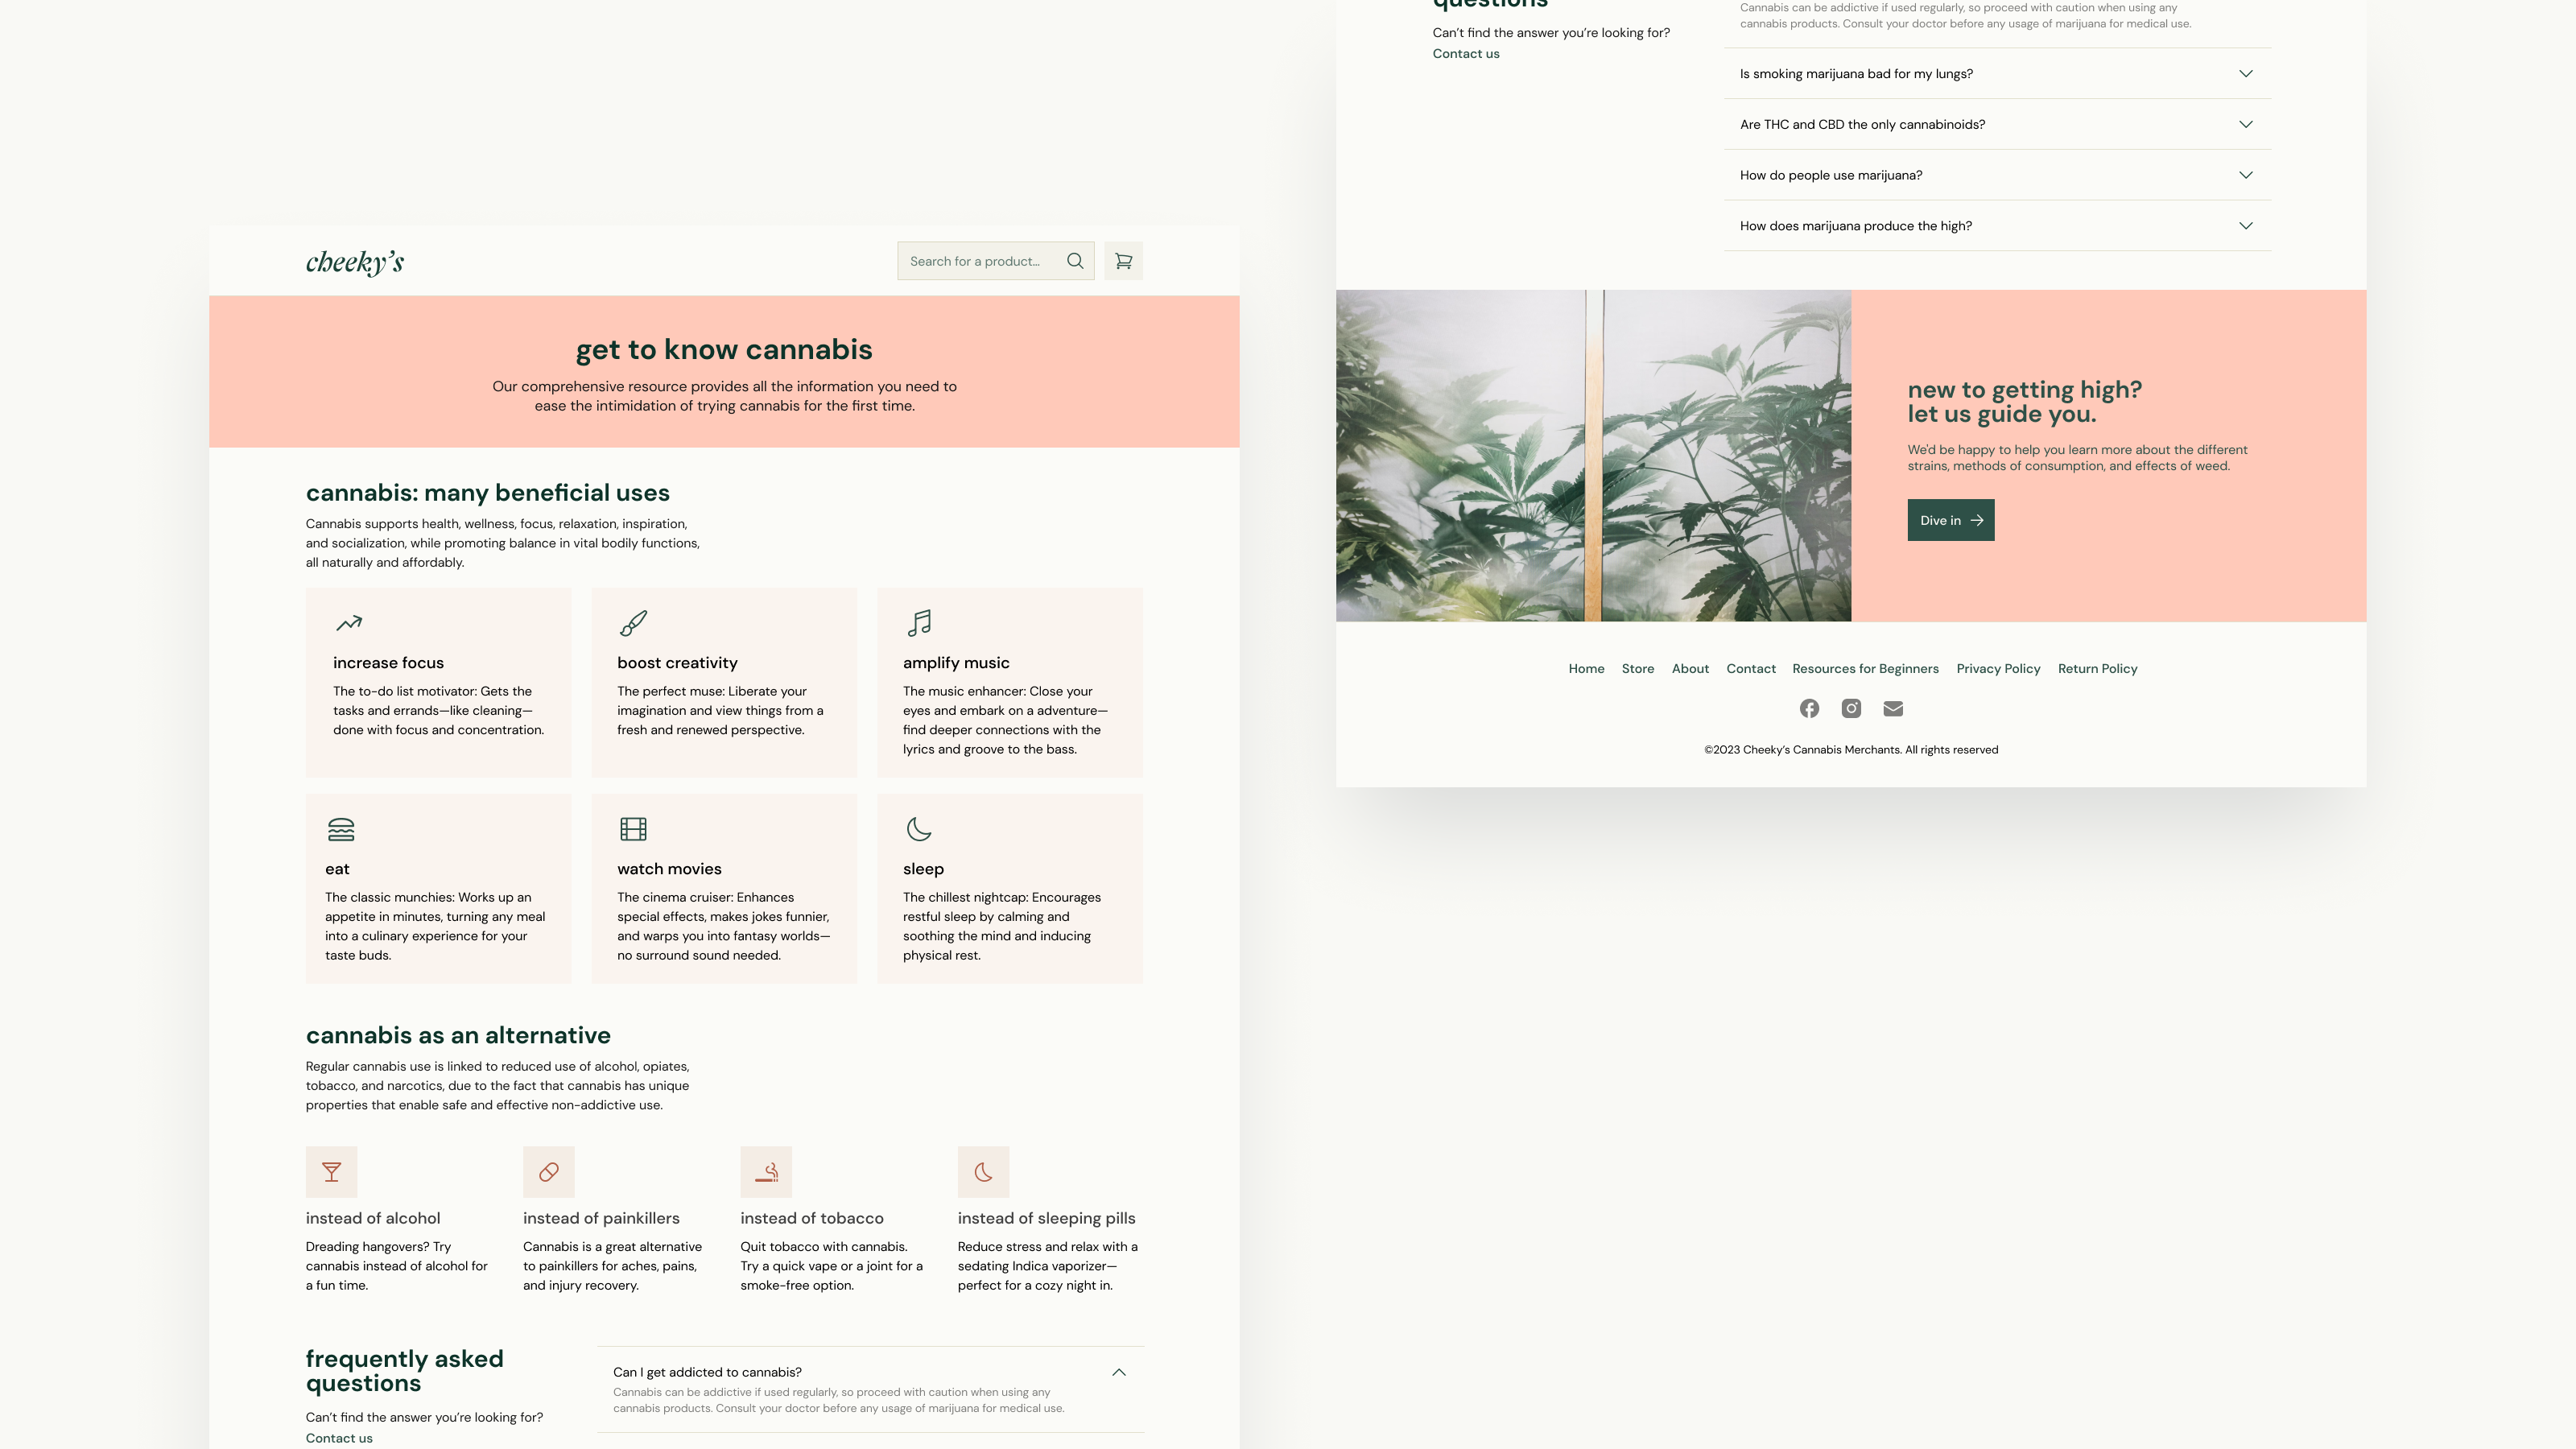 cheeky's
Search for a product...
get to know cannabis
Our comprehensive resource provides all the information you need to
ease the intimidation of trying cannabis for the first time.
cannabis: many beneficial uses
Cannabis supports health, wellness, focus, relaxation, inspiration,
and socialization, while promoting balance in vital bodily functions,
all naturally and affordably.
increase focus
The to-do list motivator: Gets the
tasks and errands—like cleaning—
done with focus and concentration.
boost creativity
The perfect muse: Liberate your
imagination and view things from a
fresh and renewed perspective.
amplify music
The music enhancer: Close your
eyes and embark on a adventure—
find deeper connections with the
lyrics and groove to the bass.
eat
The classic munchies: Works up an
appetite in minutes, turning any meal
into a culinary experience for your
taste buds.
watch movies
The cinema cruiser: Enhances
special effects, makes jokes funnier,
and warps you into fantasy worlds—
no surround sound needed.
sleep
The chillest nightcap: Encourages
restful sleep by calming and
soothing the mind and inducing
physical rest.
cannabis as an alternative
Regular cannabis use is linked to reduced use of alcohol, opiates,
tobacco, and narcotics, due to the fact that cannabis has unique
properties that enable safe and effective non-addictive use.
instead of alcohol
Dreading hangovers? Try
cannabis instead of alcohol for
a fun time.
instead of painkillers
Cannabis is a great alternative
to painkillers for aches, pains,
and injury recovery.
instead of tobacco
Quit tobacco with cannabis.
Try a quick vape or a joint for a
smoke-free option.
instead of sleeping pills
Reduce stress and relax with a
sedating Indica vaporizer—
perfect for a cozy night in.
frequently asked
questions
Can't find the answer you're looking for?
Contact us
Can I get addicted to cannabis?
Cannabis can be addictive if used regularly, so proceed with caution when using any
cannabis products. Consult your doctor before any usage of marijuana for medical use.
questions
Can't find the answer you're looking for?
Contact us
Cannabis can be addictive if used regularly, so proceed with caution when using any
cannabis products. Consult your doctor before any usage of marijuana for medical use.
Is smoking marijuana bad for my lungs?
Are THC and CBD the only cannabinoids?
How do people use marijuana?
How does marijuana produce the high?
new to getting high?
let us guide you.
We'd be happy to help you learn more about the different
strains, methods of consumption, and effects of weed.
Dive in
Home Store About Contact Resources for Beginners Privacy Policy Return Policy
©2023 Cheeky's Cannabis Merchants. All rights reserved